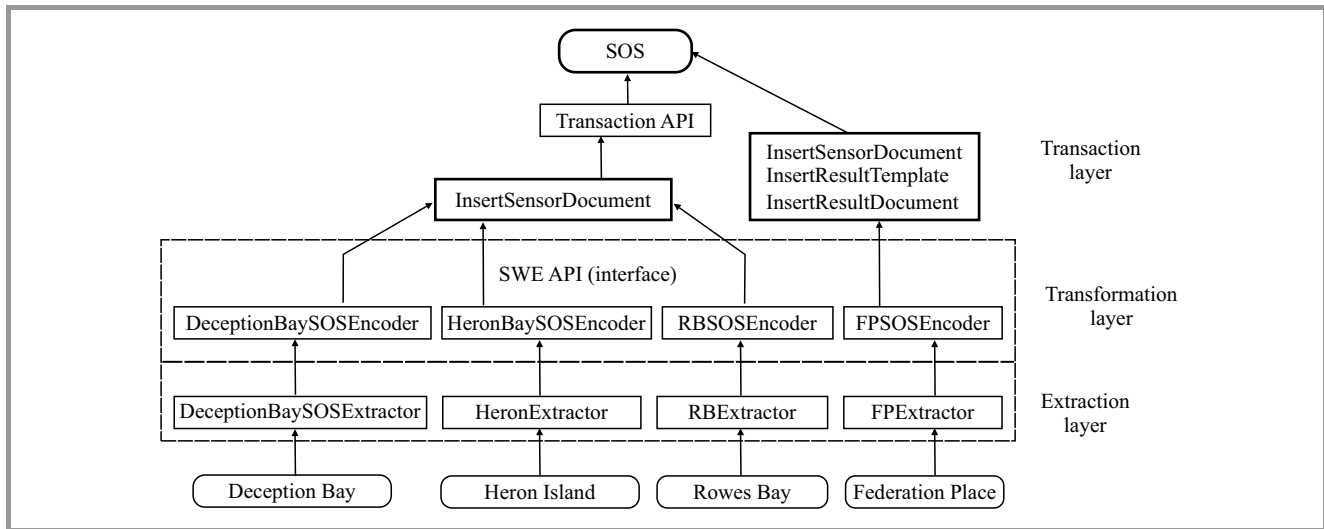 SOS
Transaction API
InsertSensorDocument
InsertResultTemplate
InsertResultDocument
Transaction
layer
InsertSensorDocument
SWE API (interface)
DeceptionBaySOSEncoder
HeronBaySOSEncoder
RBSOSEncoder
FPSOSEncoder
Transformation
layer
DeceptionBaySOSExtractor
HeronExtractor
RBExtractor
FPExtractor
Extraction
layer
Deception Bay
Heron Island
Rowes Bay
Federation Place